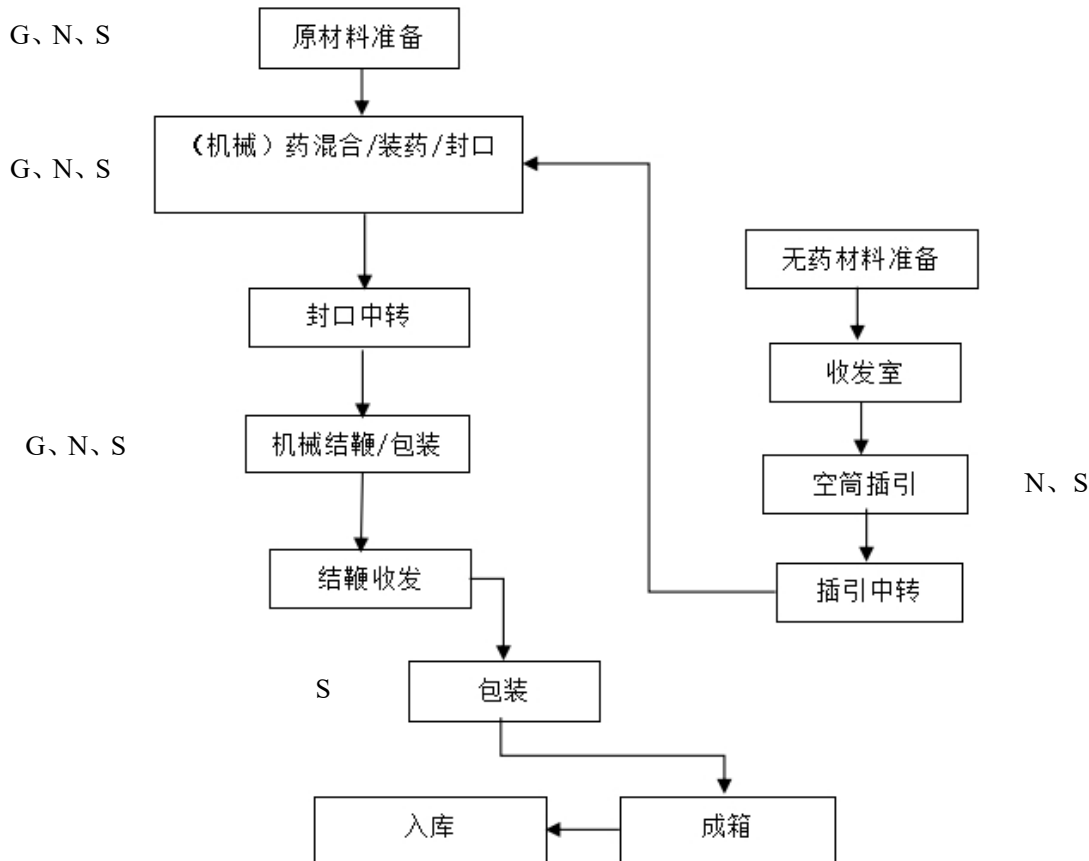 G、N、S
原材料准备
(机械)药混合/装药/封口
G、N、S
无药材料准备
封口中转
收发室
机械结鞭/包装
G、N、S
空筒插引
N、S
结鞭收发
插引中转
S
包装
入库
成箱